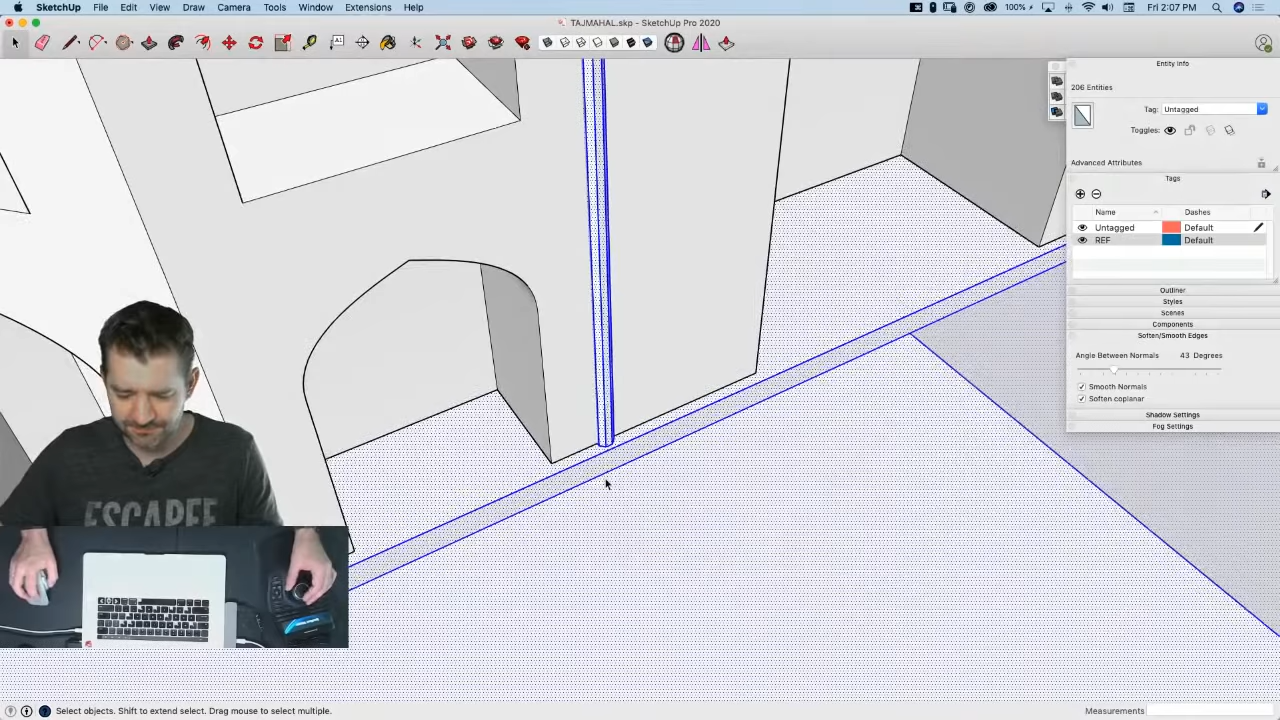 SketchUp File Edit View Draw Camera Tools Window Extensions Help
100% Fri 2:07 PM
TAJMAHAL.skp - SketchUp Pro 2020
Entity Info
206 Entities
Tag: Untagged
Toggles:
Advanced Attributes
Tags
Name Dashes
Untagged Default
REF Default
Outliner
Styles
Scenes
Components
Soften/Smooth Edges
Angle Between Normals 43 Degrees
Smooth Normals
Soften coplanar
Shadow Settings
Fog Settings
ESCAPEE
Select objects. Shift to extend select. Drag mouse to select multiple.
Measurements